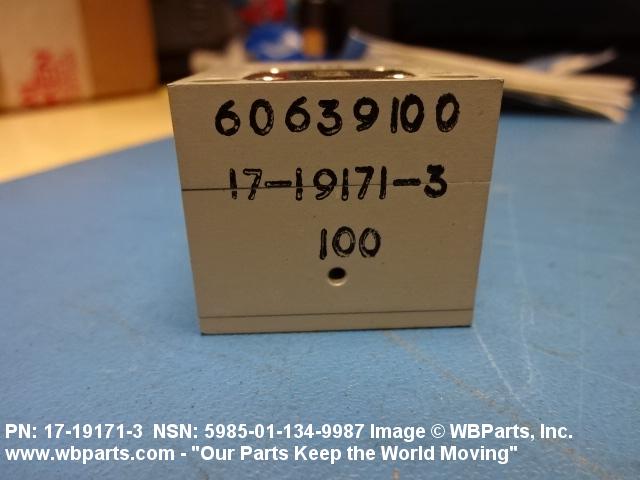 60639100
17-19171-3
100
PN: 17-19171-3 NSN: 5985-01-134-9987 Image © WBParts, Inc.
www.wbparts.com - "Our Parts Keep the World Moving"